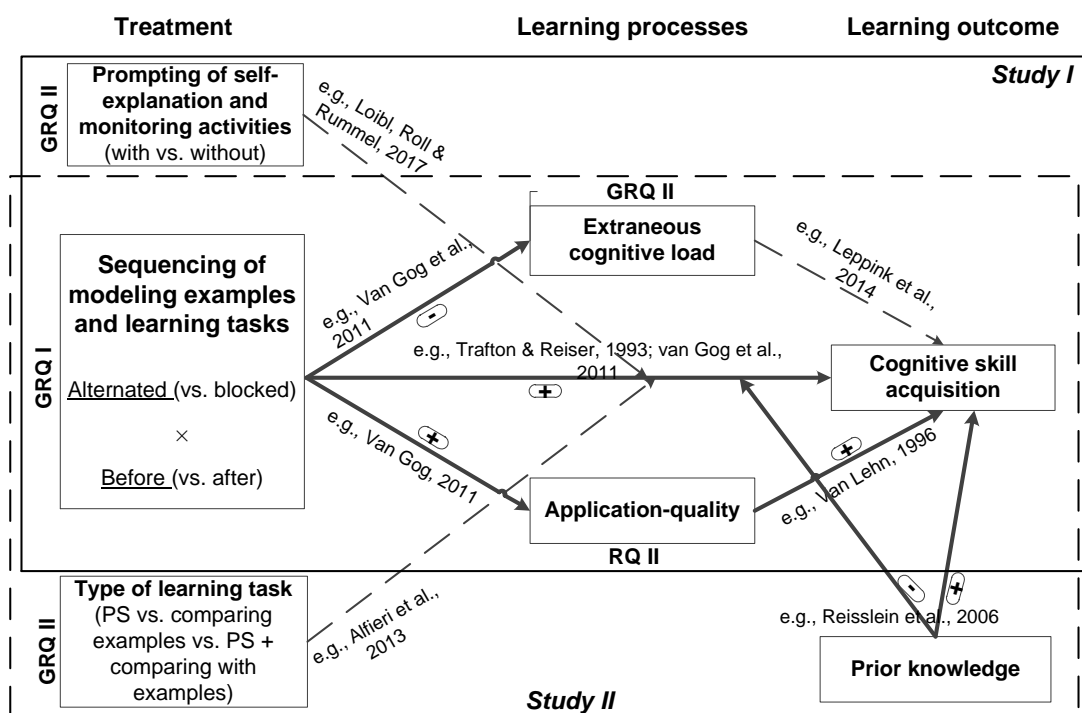 Treatment
Learning processes
Learning outcome
Study I
GRQ II
Prompting of self-
explanation and
monitoring activities
(with vs. without)
e.g., Loibl, Roll &
Rummel, 2017
GRQ II
Extraneous
cognitive load
e.g., Leppink et al.,
2014
GRQ I
Sequencing of
modeling examples
and learning tasks
Alternated (vs. blocked)
×
Before (vs. after)
e.g., Van Gog et al.,
2011
-
e.g., Trafton & Reiser, 1993; van Gog et al.,
2011
+
Cognitive skill
acquisition
+
e.g., Van Gog, 2011
Application-quality
RQ II
+
e.g., Van Lehn, 1996
GRQ II
Type of learning task
(PS vs. comparing
examples vs. PS +
comparing with
examples)
e.g., Alfieri et al.,
2013
-
+
e.g., Reisslein et al., 2006
Prior knowledge
Study II